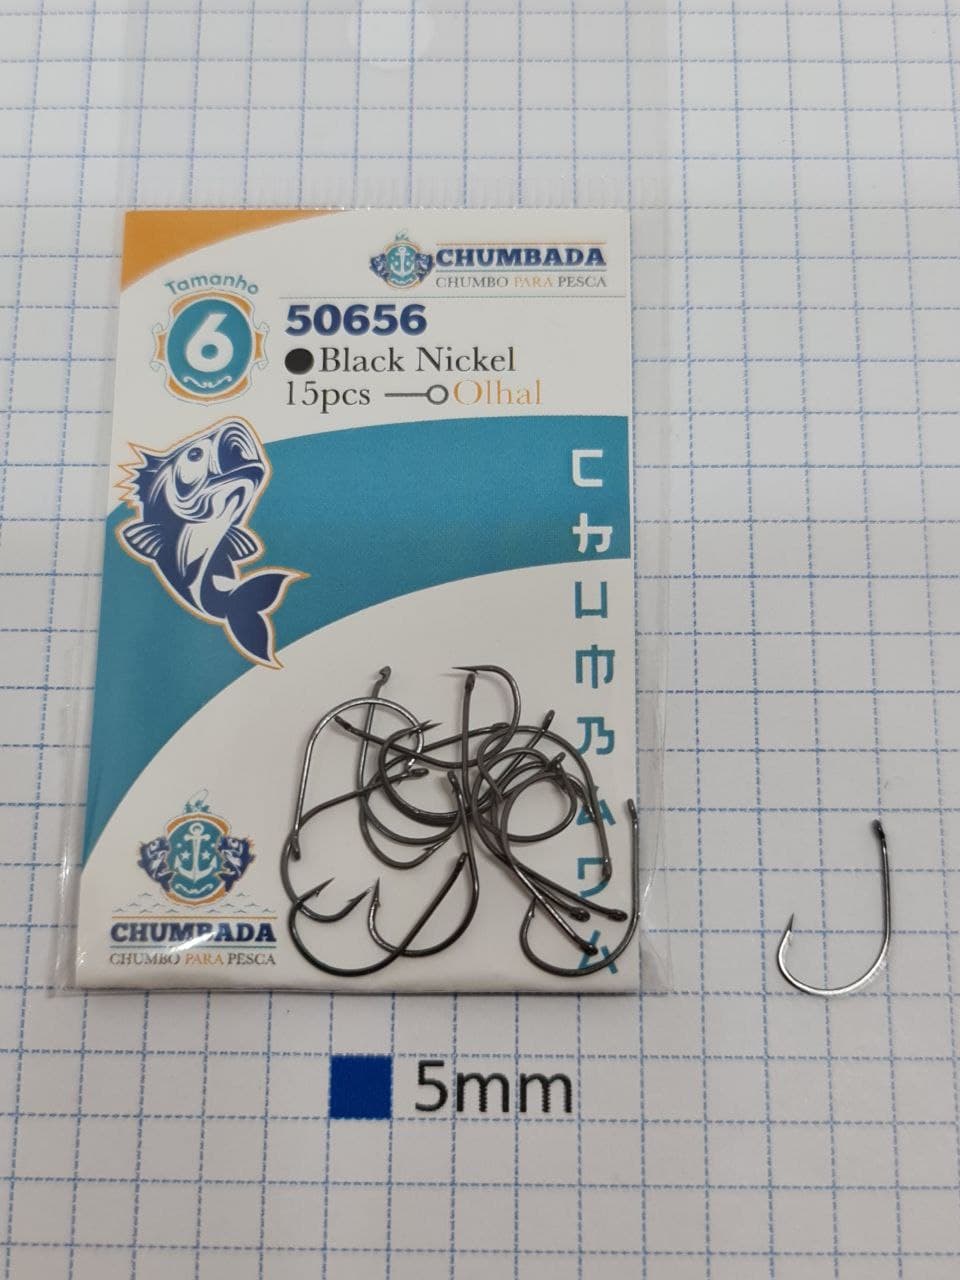 Tamanho
6
CHUMBADA
CHUMBO PARA PESCA
50656
Black Nickel
15pcs Olhal
CHUMBADA
CHUMBADA
CHUMBO PARA PESCA
5mm